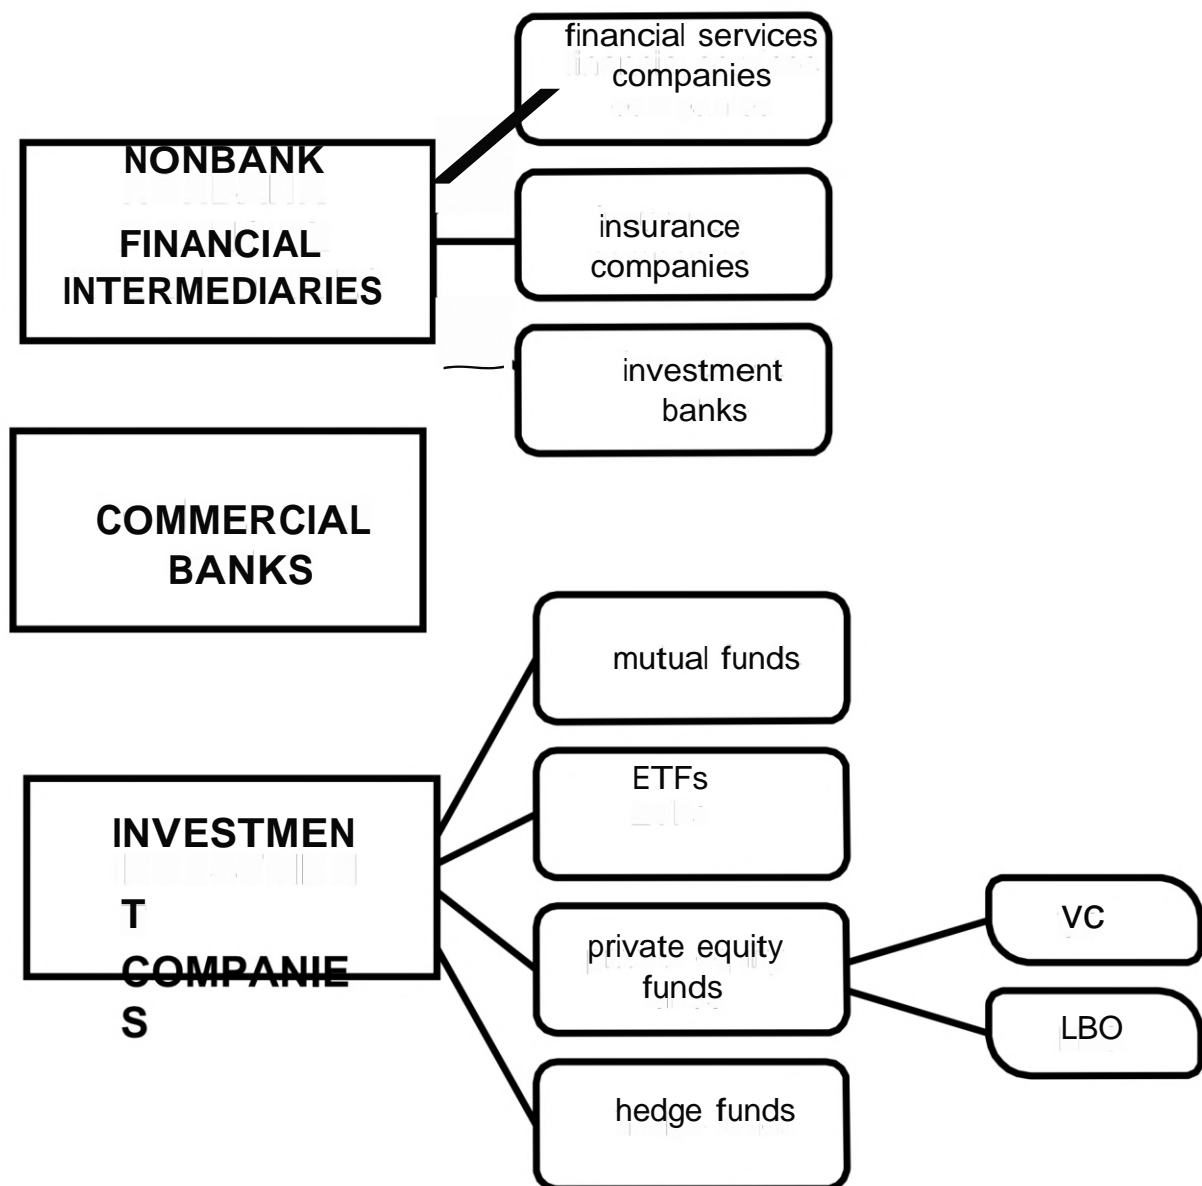 financial services
companies
NONBANK
FINANCIAL
INTERMEDIARIES
insurance
companies
investment
banks
COMMERCIAL
BANKS
mutual funds
ETFs
INVESTMEN
T
COMPANIE
S
private equity
funds
VC
LBO
hedge funds